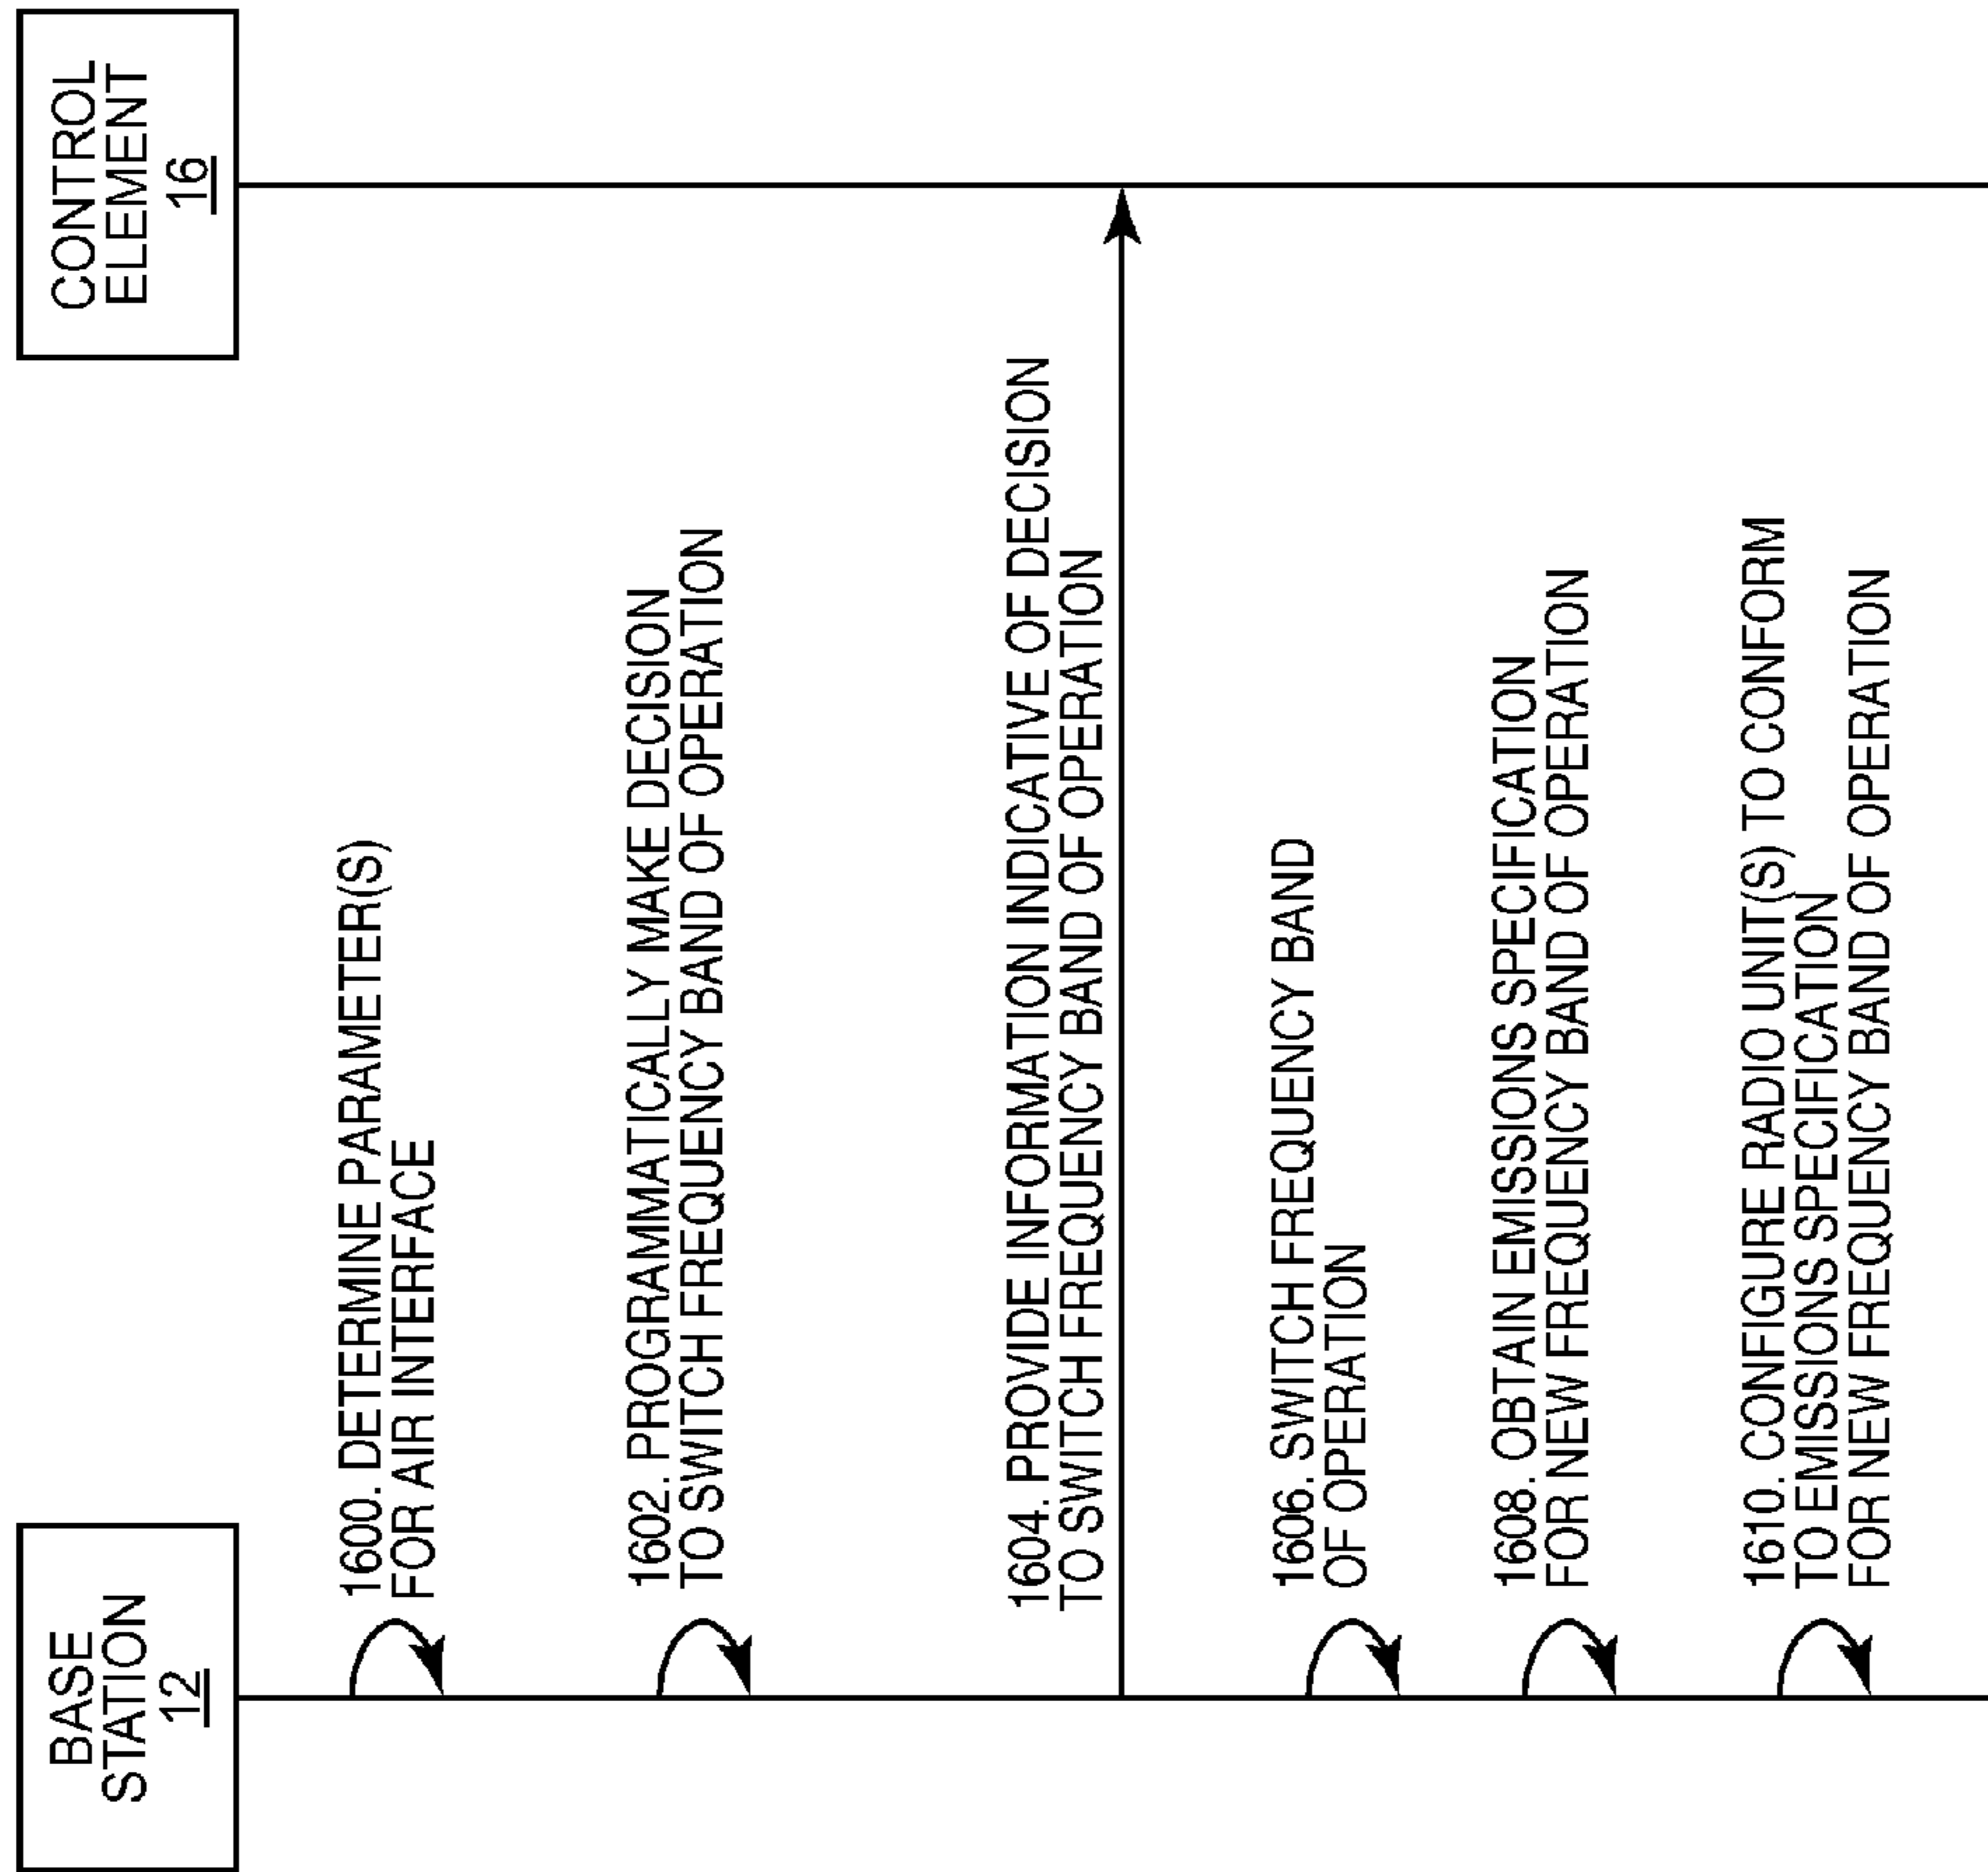 BASE
STATION
12
CONTROL
ELEMENT
16
1600. DETERMINE PARAMETER(S)
FOR AIR INTERFACE
1602. PROGRAMMATICALLY MAKE DECISION
TO SWITCH FREQUENCY BAND OF OPERATION
1604. PROVIDE INFORMATION INDICATIVE OF DECISION
TO SWITCH FREQUENCY BAND OF OPERATION
1606. SWITCH FREQUENCY BAND
OF OPERATION
1608. OBTAIN EMISSIONS SPECIFICATION
FOR NEW FREQUENCY BAND OF OPERATION
1610. CONFIGURE RADIO UNIT(S) TO CONFORM
TO EMISSIONS SPECIFICATION
FOR NEW FREQUENCY BAND OF OPERATION